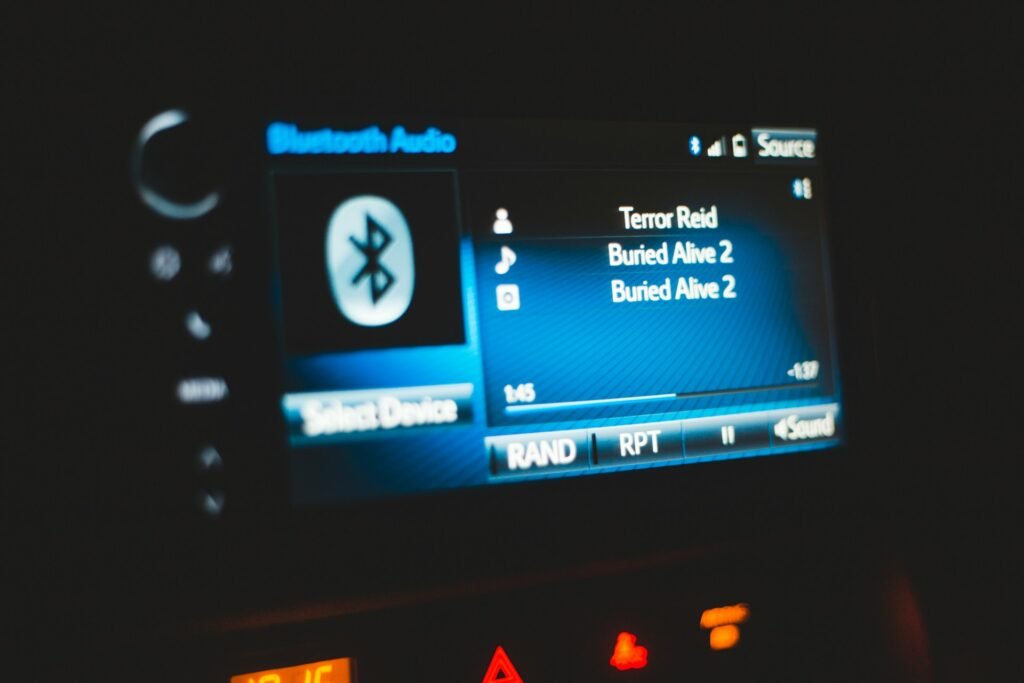 Bluetooth Audio
Source
Terror Reid
Buried Alive 2
Buried Alive 2
1:45
-1:37
Select Device
RAND
RPT
Sound
MEDIA